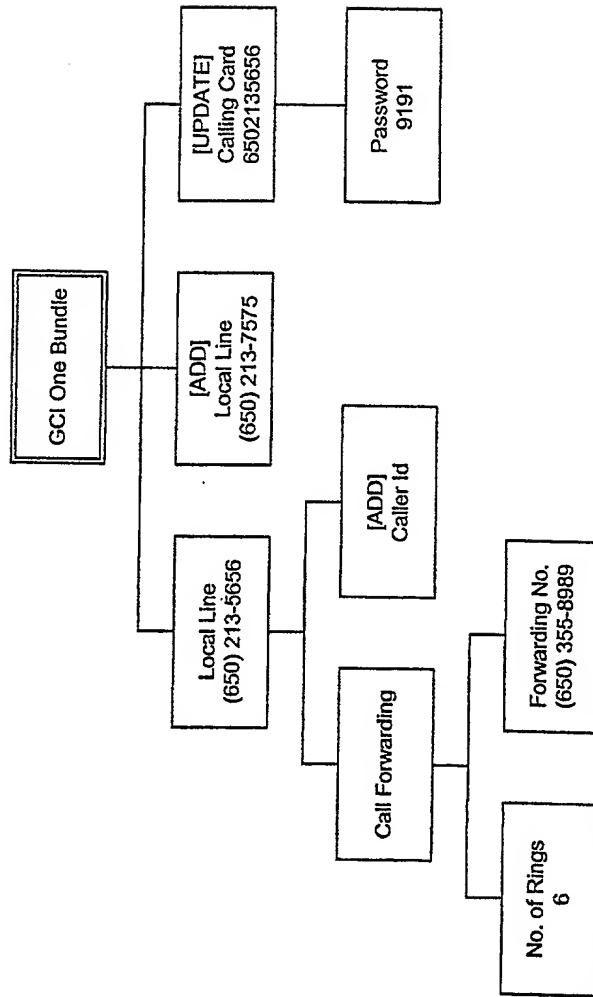 GCI One Bundle
Local Line
(650) 213-5656
[ADD]
Local Line
(650) 213-7575
[UPDATE]
Calling Card
6502135656
Call Forwarding
[ADD]
Caller Id
Password
9191
No. of Rings
6
Forwarding No.
(650) 355-8989